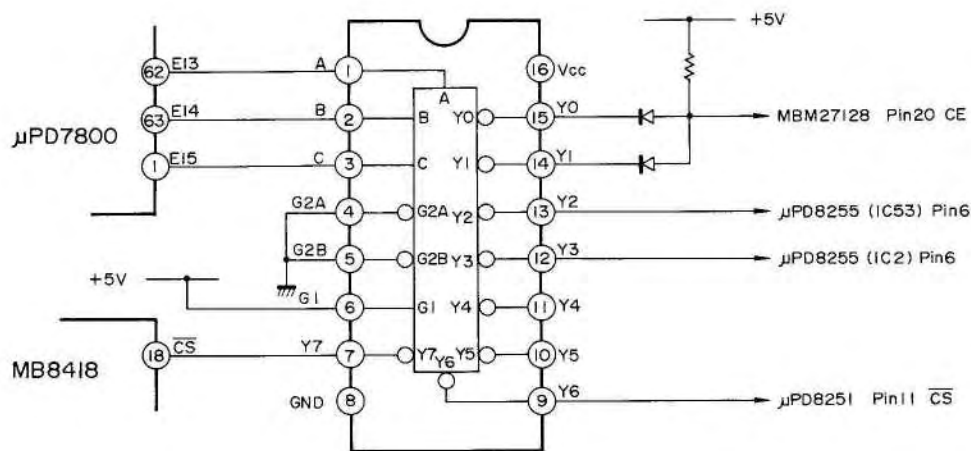 +5V
62 E13 A 1
A
16 Vcc
63 E14 B 2 B Y0 15 Y0 MBM27128 Pin20 CE
μPD7800
1 E15 C 3 C Y1 14 Y1
G2A 4 G2A Y2 13 Y2 μPD8255 (IC53) Pin6
G2B 5 G2B Y3 12 Y3 μPD8255 (IC2) Pin6
+5V
G1 6 G1 Y4 11 Y4
MB8418 18 C̅S̅ Y7 7 Y7 Y6 Y5 10 Y5
GND 8 9 Y6 μPD8251 Pin11 C̅S̅